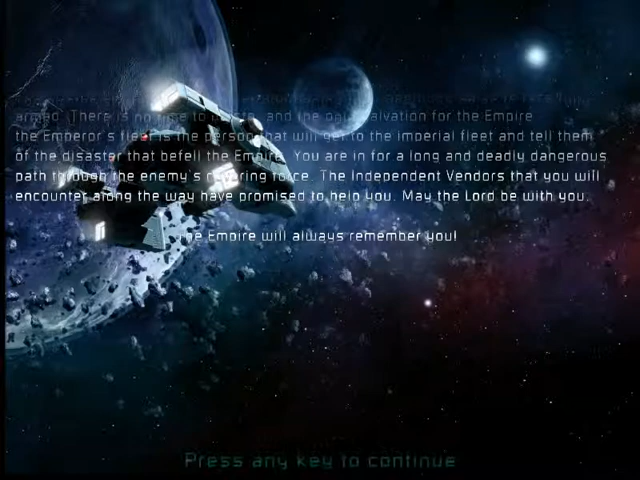 armed. There is no time to and the only salvation for the Empire
the Emperor's fleet is the person that will get to the imperial fleet and tell them
of the disaster that befell the Empire. You are in for a long and deadly dangerous
path through the enemy's covering force. The Independent Vendors that you will
encounter along the way have promised to help you. May the Lord be with you.
The Empire will always remember you!
Press any key to continue